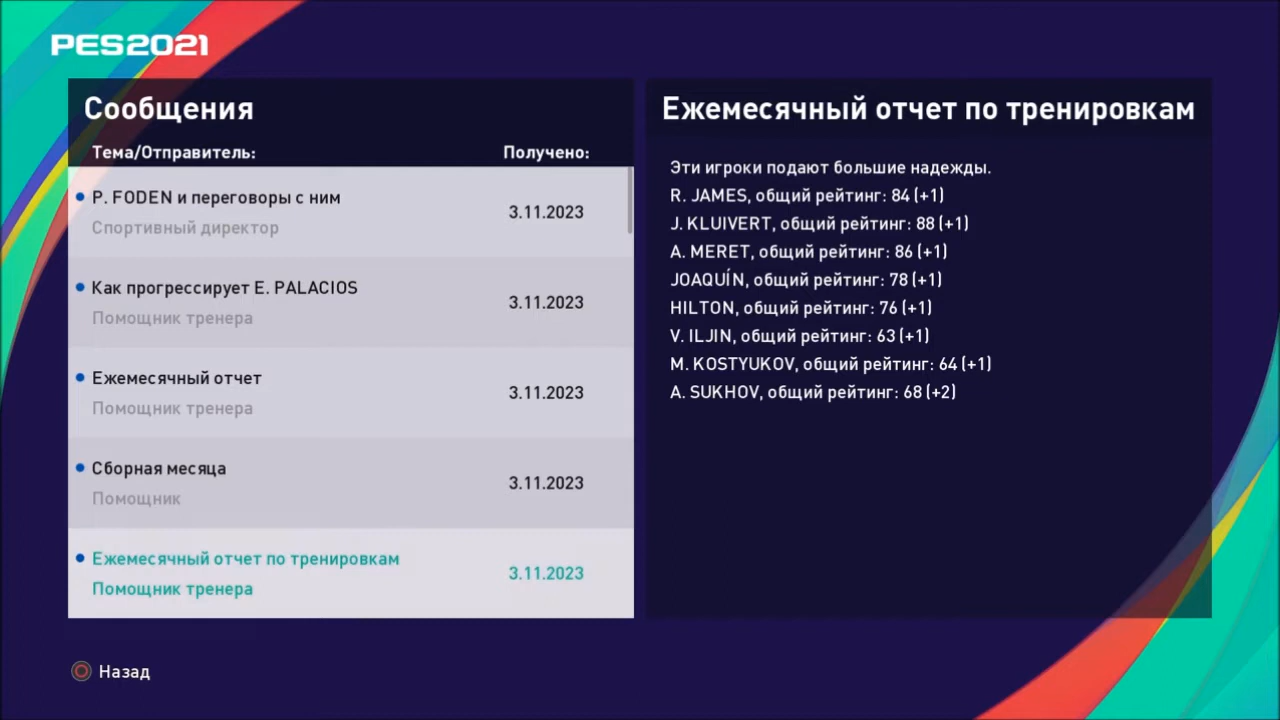 PES2021
Сообщения
Тема/Отправитель: Получено:
P. FODEN и переговоры с ним
Спортивный директор
3.11.2023
Как прогрессирует E. PALACIOS
Помощник тренера
3.11.2023
Ежемесячный отчет
Помощник тренера
3.11.2023
Сборная месяца
Помощник
3.11.2023
Ежемесячный отчет по тренировкам
Помощник тренера
3.11.2023
Ежемесячный отчет по тренировкам
Эти игроки подают большие надежды.
R. JAMES, общий рейтинг: 84 (+1)
J. KLUIVERT, общий рейтинг: 88 (+1)
A. MERET, общий рейтинг: 86 (+1)
JOAQUÍN, общий рейтинг: 78 (+1)
HILTON, общий рейтинг: 76 (+1)
V. ILJIN, общий рейтинг: 63 (+1)
M. KOSTYUKOV, общий рейтинг: 64 (+1)
A. SUKHOV, общий рейтинг: 68 (+2)
Назад